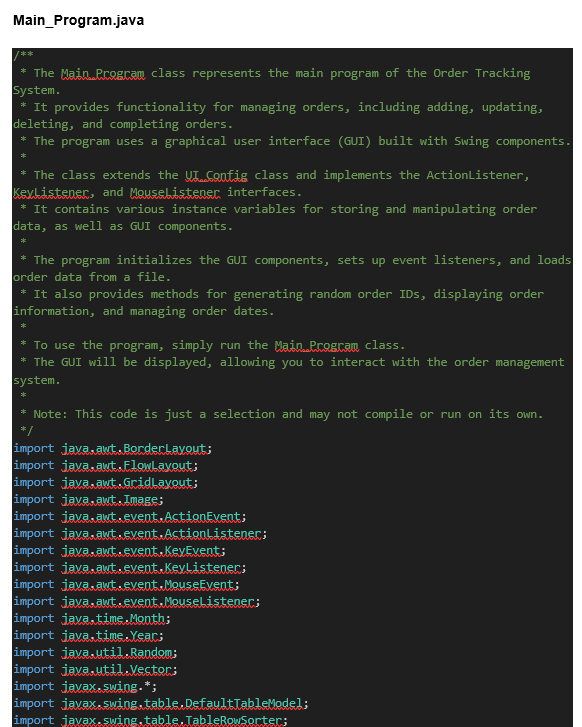 Main_Program.java
/**
 * The Main_Program class represents the main program of the Order Tracking
System.
 * It provides functionality for managing orders, including adding, updating,
deleting, and completing orders.
 * The program uses a graphical user interface (GUI) built with Swing components.
 *
 * The class extends the UI_Config class and implements the ActionListener,
KeyListener, and MouseListener interfaces.
 * It contains various instance variables for storing and manipulating order
data, as well as GUI components.
 *
 * The program initializes the GUI components, sets up event listeners, and loads
order data from a file.
 * It also provides methods for generating random order IDs, displaying order
information, and managing order dates.
 *
 * To use the program, simply run the Main_Program class.
 * The GUI will be displayed, allowing you to interact with the order management
system.
 *
 * Note: This code is just a selection and may not compile or run on its own.
 */
import java.awt.BorderLayout;
import java.awt.FlowLayout;
import java.awt.GridLayout;
import java.awt.Image;
import java.awt.event.ActionEvent;
import java.awt.event.ActionListener;
import java.awt.event.KeyEvent;
import java.awt.event.KeyListener;
import java.awt.event.MouseEvent;
import java.awt.event.MouseListener;
import java.time.Month;
import java.time.Year;
import java.util.Random;
import java.util.Vector;
import javax.swing.*;
import javax.swing.table.DefaultTableModel;
import javax.swing.table.TableRowSorter;